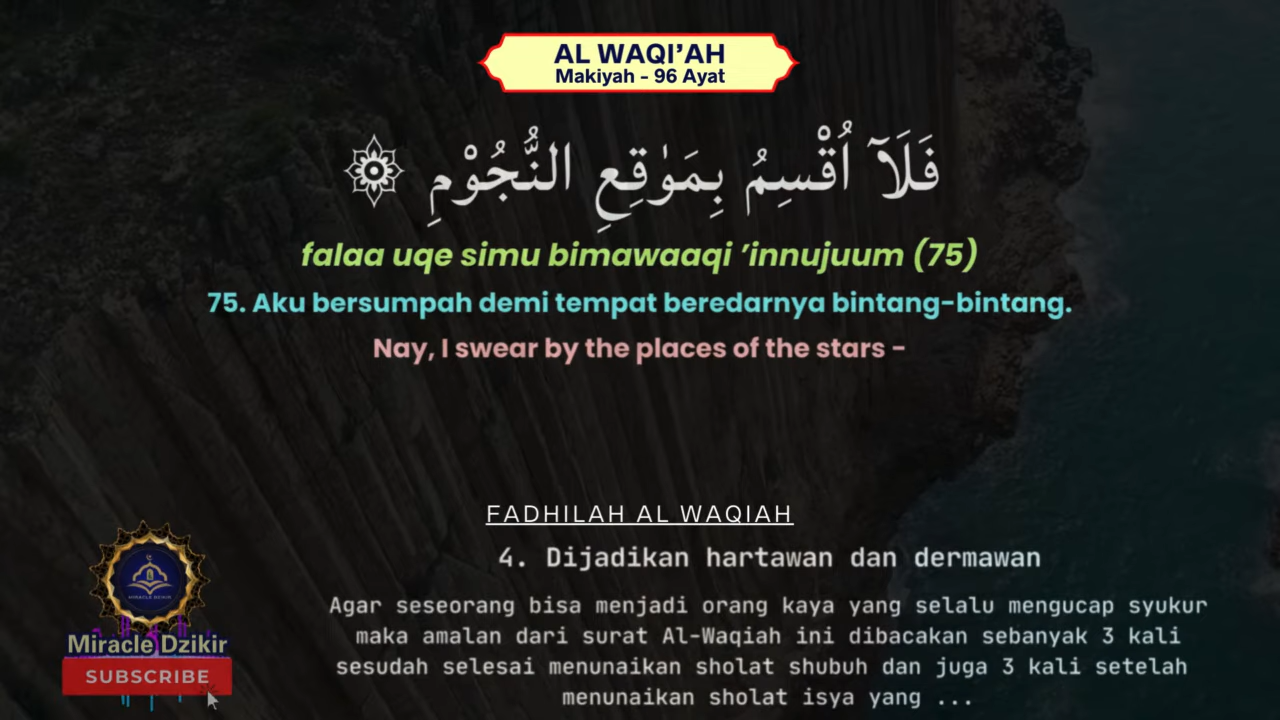 AL WAQI’AH
Makiyah - 96 Ayat
فَلَآ اُقْسِمُ بِمَوٰقِعِ النُّجُوْمِ
falaa uqe simu bimawaaqi ’innujuum (75)
75. Aku bersumpah demi tempat beredarnya bintang-bintang.
Nay, I swear by the places of the stars -
FADHILAH AL WAQIAH
4. Dijadikan hartawan dan dermawan
Agar seseorang bisa menjadi orang kaya yang selalu mengucap syukur
maka amalan dari surat Al-Waqiah ini dibacakan sebanyak 3 kali
sesudah selesai menunaikan sholat shubuh dan juga 3 kali setelah
menunaikan sholat isya yang ...
MIRACLE DZIKIR
Miracle Dzikir
SUBSCRIBE